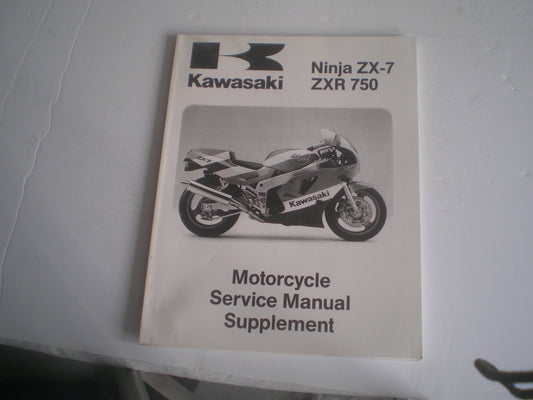 Kawasaki
Ninja ZX-7
ZXR 750
Kawasaki
Motorcycle
Service Manual
Supplement